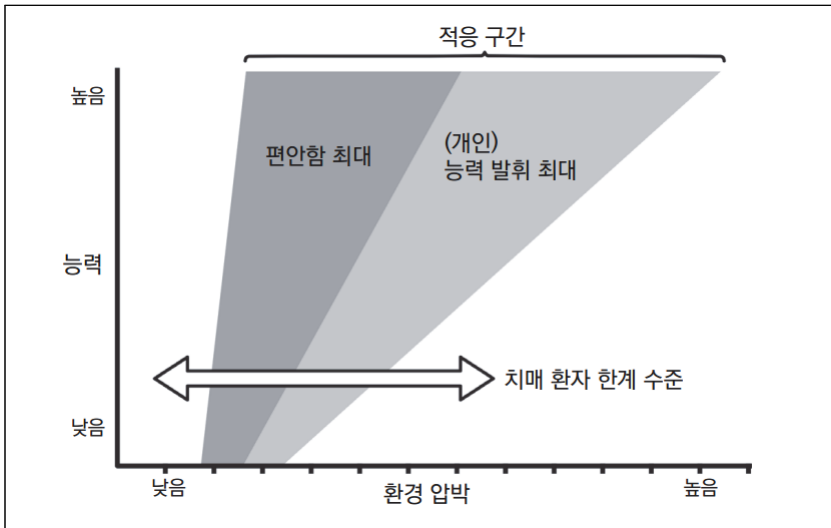 적응 구간
높음
편안함 최대
(개인)
능력 발휘 최대
능력
치매 환자 한계 수준
낮음
낮음
환경 압박
높음